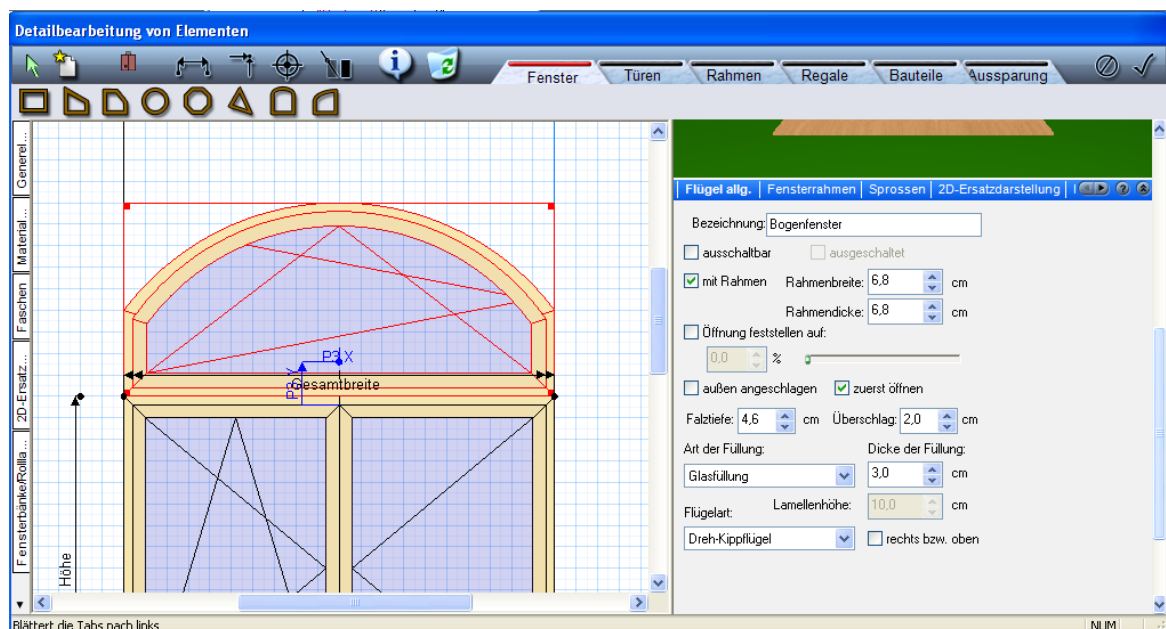 Detailbearbeitung von Elementen
Fenster Türen Rahmen Regale Bauteile Aussparung
Generel...
Material...
Faschen
2D-Ersatz...
Fensterbänke/Rolla...
P3 X
Gesamtbreite
Höhe
Flügel allg. Fensterrahmen Sprossen 2D-Ersatzdarstellung
Bezeichnung: Bogenfenster
ausschaltbar ausgeschaltet
mit Rahmen Rahmenbreite: 6,8 cm
Rahmendicke: 6,8 cm
Öffnung feststellen auf:
0,0 %
außen angeschlagen zuerst öffnen
Falztiefe: 4,6 cm Überschlag: 2,0 cm
Art der Füllung: Dicke der Füllung:
Glasfüllung 3,0 cm
Flügelart: Lamellenhöhe: 10,0 cm
Dreh-Kippflügel rechts bzw. oben
Blättert die Tabs nach links
NUM